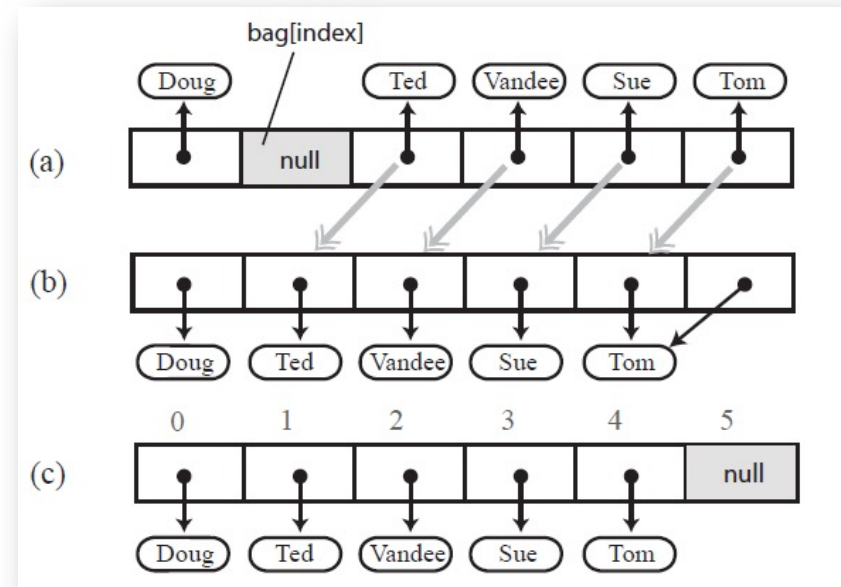 bag[index]
Doug Ted Vandee Sue Tom
(a) null
(b)
Doug Ted Vandee Sue Tom
0 1 2 3 4 5
(c) null
Doug Ted Vandee Sue Tom